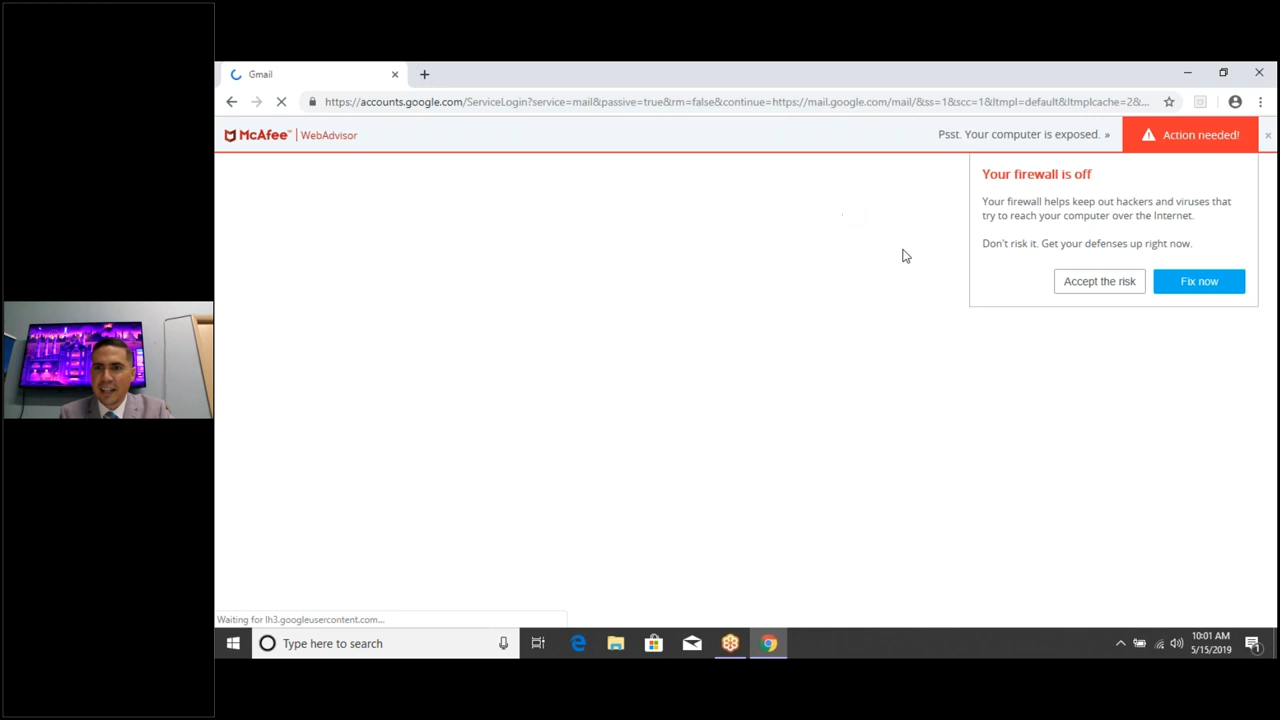 Gmail
https://accounts.google.com/ServiceLogin?service=mail&passive=true&rm=false&continue=https://mail.google.com/mail/&ss=1&scc=1&ltmpl=default&ltmplcache=2&...
McAfee™ | WebAdvisor
Psst. Your computer is exposed. »
Action needed!
Your firewall is off
Your firewall helps keep out hackers and viruses that
try to reach your computer over the Internet.
Don't risk it. Get your defenses up right now.
Accept the risk
Fix now
Waiting for lh3.googleusercontent.com...
Type here to search
10:01 AM
5/15/2019
1